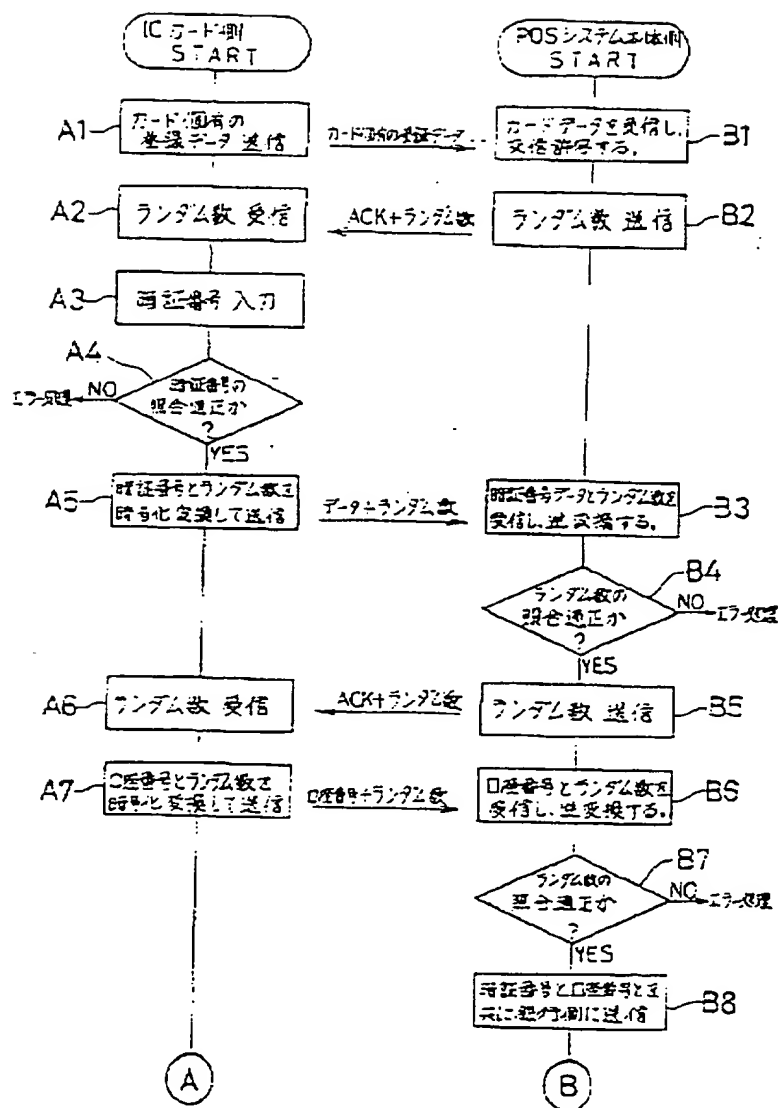 ICカード側
START
POSシステム本体側
START
A1
カード固有の
登録データ 送信
カード固有の登録データ
カードデータを受信し、
交信許可する。
B1
A2
ランダム数 受信
ACK+ランダム数
ランダム数 送信
B2
A3
暗証番号 入力
A4
暗証番号の
照合適正か
?
NO
エラー処理
YES
A5
暗証番号とランダム数を
暗号化変換して送信
データ+ランダム数
暗証番号データとランダム数を
受信し、逆変換する。
B3
B4
ランダム数の
照合適正か
?
NO
エラー処理
YES
A6
ランダム数 受信
ACK+ランダム数
ランダム数 送信
B5
A7
口座番号とランダム数を
暗号化変換して送信
口座番号+ランダム数
口座番号とランダム数を
受信し、逆変換する。
B6
B7
ランダム数の
照合適正か
?
NO
エラー処理
YES
暗証番号と口座番号とを
共に銀行側に送信
B8
A
B